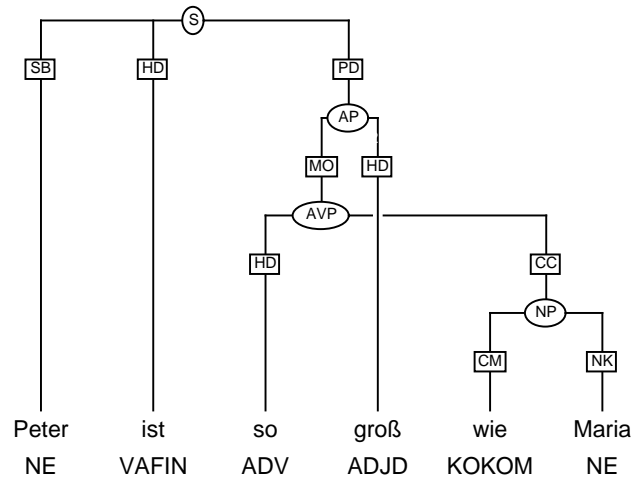 S
SB HD PD
AP
MO HD
AVP
HD CC
NP
CM NK
Peter ist so groß wie Maria
NE VAFIN ADV ADJD KOKOM NE